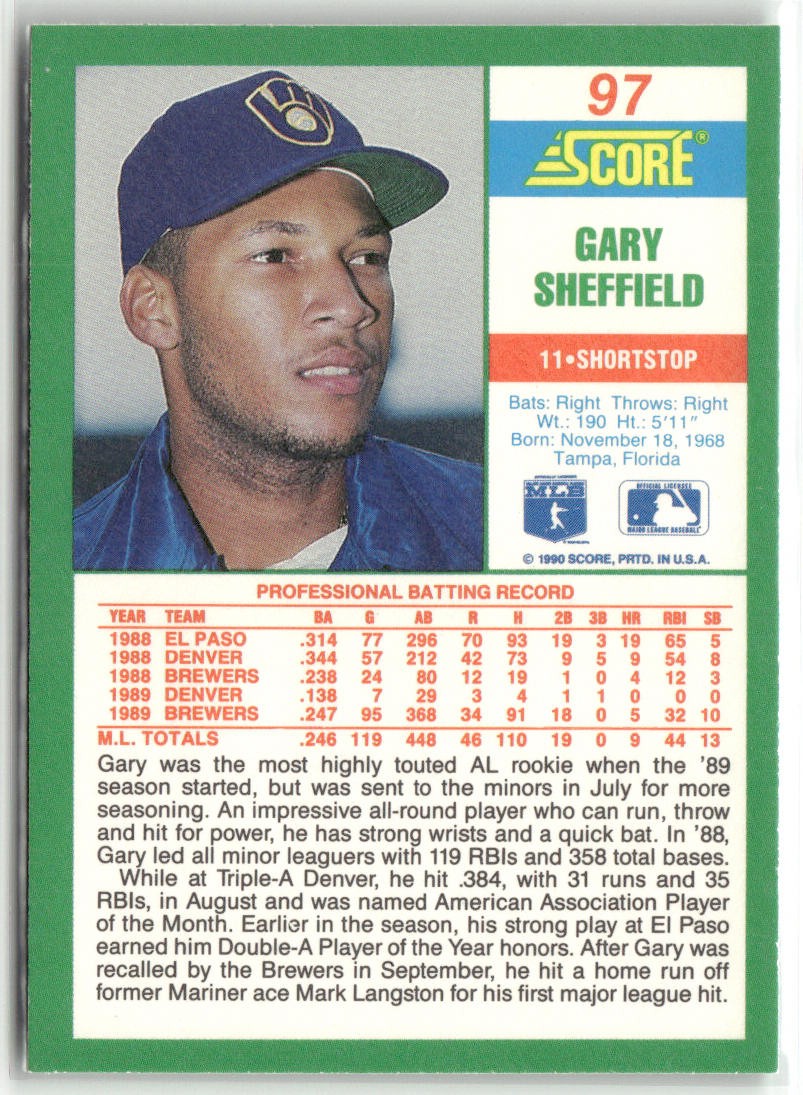 97
SCORE®
GARY
SHEFFIELD
11•SHORTSTOP
Bats: Right Throws: Right
Wt.: 190 Ht.: 5'11"
Born: November 18, 1968
Tampa, Florida
MLB
OFFICIAL LICENSEE
MAJOR LEAGUE BASEBALL
© 1990 SCORE, PRTD. IN U.S.A.
PROFESSIONAL BATTING RECORD
YEAR TEAM BA G AB R H 2B 3B HR RBI SB
1988 EL PASO .314 77 296 70 93 19 3 19 65 5
1988 DENVER .344 57 212 42 73 9 5 9 54 8
1988 BREWERS .238 24 80 12 19 1 0 4 12 3
1989 DENVER .138 7 29 3 4 1 1 0 0 0
1989 BREWERS .247 95 368 34 91 18 0 5 32 10
M.L. TOTALS .246 119 448 46 110 19 0 9 44 13
Gary was the most highly touted AL rookie when the '89
season started, but was sent to the minors in July for more
seasoning. An impressive all-round player who can run, throw
and hit for power, he has strong wrists and a quick bat. In '88,
Gary led all minor leaguers with 119 RBIs and 358 total bases.
While at Triple-A Denver, he hit .384, with 31 runs and 35
RBIs, in August and was named American Association Player
of the Month. Earlier in the season, his strong play at El Paso
earned him Double-A Player of the Year honors. After Gary was
recalled by the Brewers in September, he hit a home run off
former Mariner ace Mark Langston for his first major league hit.